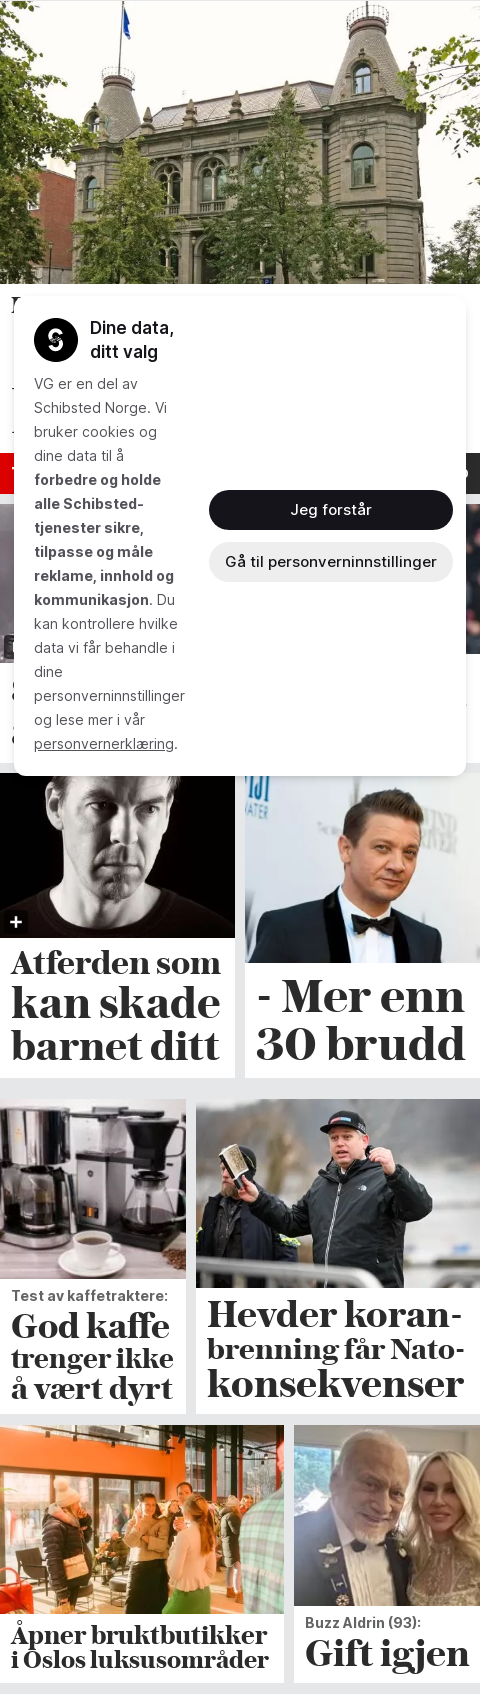 Dine data,
ditt valg
VG er en del av
Schibsted Norge. Vi
bruker cookies og
dine data til å
forbedre og holde
alle Schibsted-
tjenester sikre,
tilpasse og måle
reklame, innhold og
kommunikasjon. Du
kan kontrollere hvilke
data vi får behandle i
dine
personverninnstillinger
og lese mer i vår
personvernerklæring.
Jeg forstår
Gå til personverninnstillinger
Atferden som
kan skade
barnet ditt
- Mer enn
30 brudd
Test av kaffetraktere:
God kaffe
trenger ikke
å vært dyrt
Hevder koran-
brenning får Nato-
konsekvenser
Åpner bruktbutikker
i Oslos luksusområder
Buzz Aldrin (93):
Gift igjen